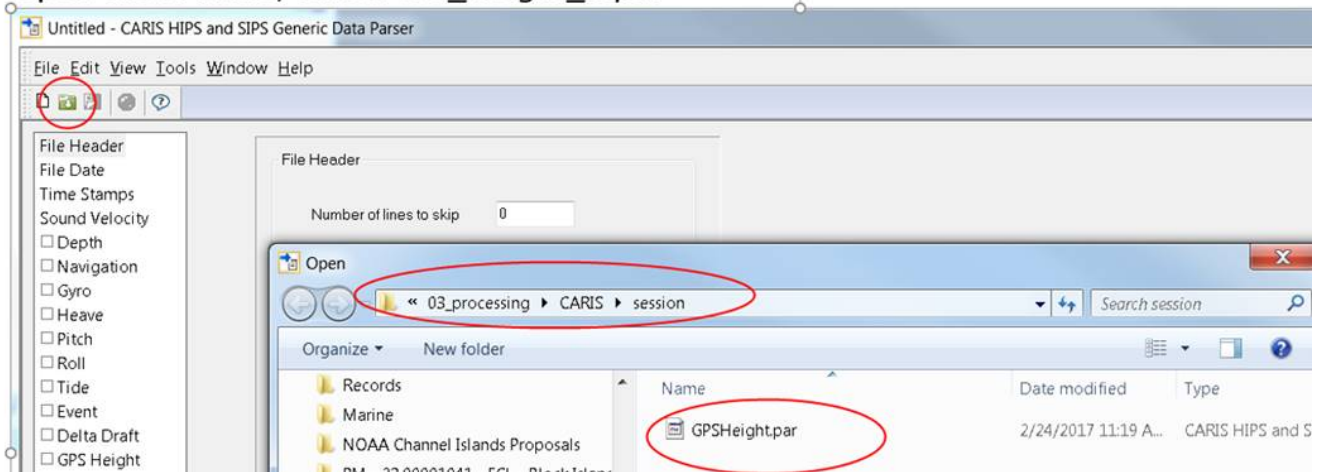 Untitled - CARIS HIPS and SIPS Generic Data Parser
File Edit View Tools Window Help
File Header
File Date
Time Stamps
Sound Velocity
Depth
Navigation
Gyro
Heave
Pitch
Roll
Tide
Event
Delta Draft
GPS Height
File Header
Number of lines to skip 0
Open
« 03_processing CARIS session
Search session
Organize New folder
Records
Marine
NOAA Channel Islands Proposals
Name Date modified Type
GPSHeight.par 2/24/2017 11:19 A... CARIS HIPS and S